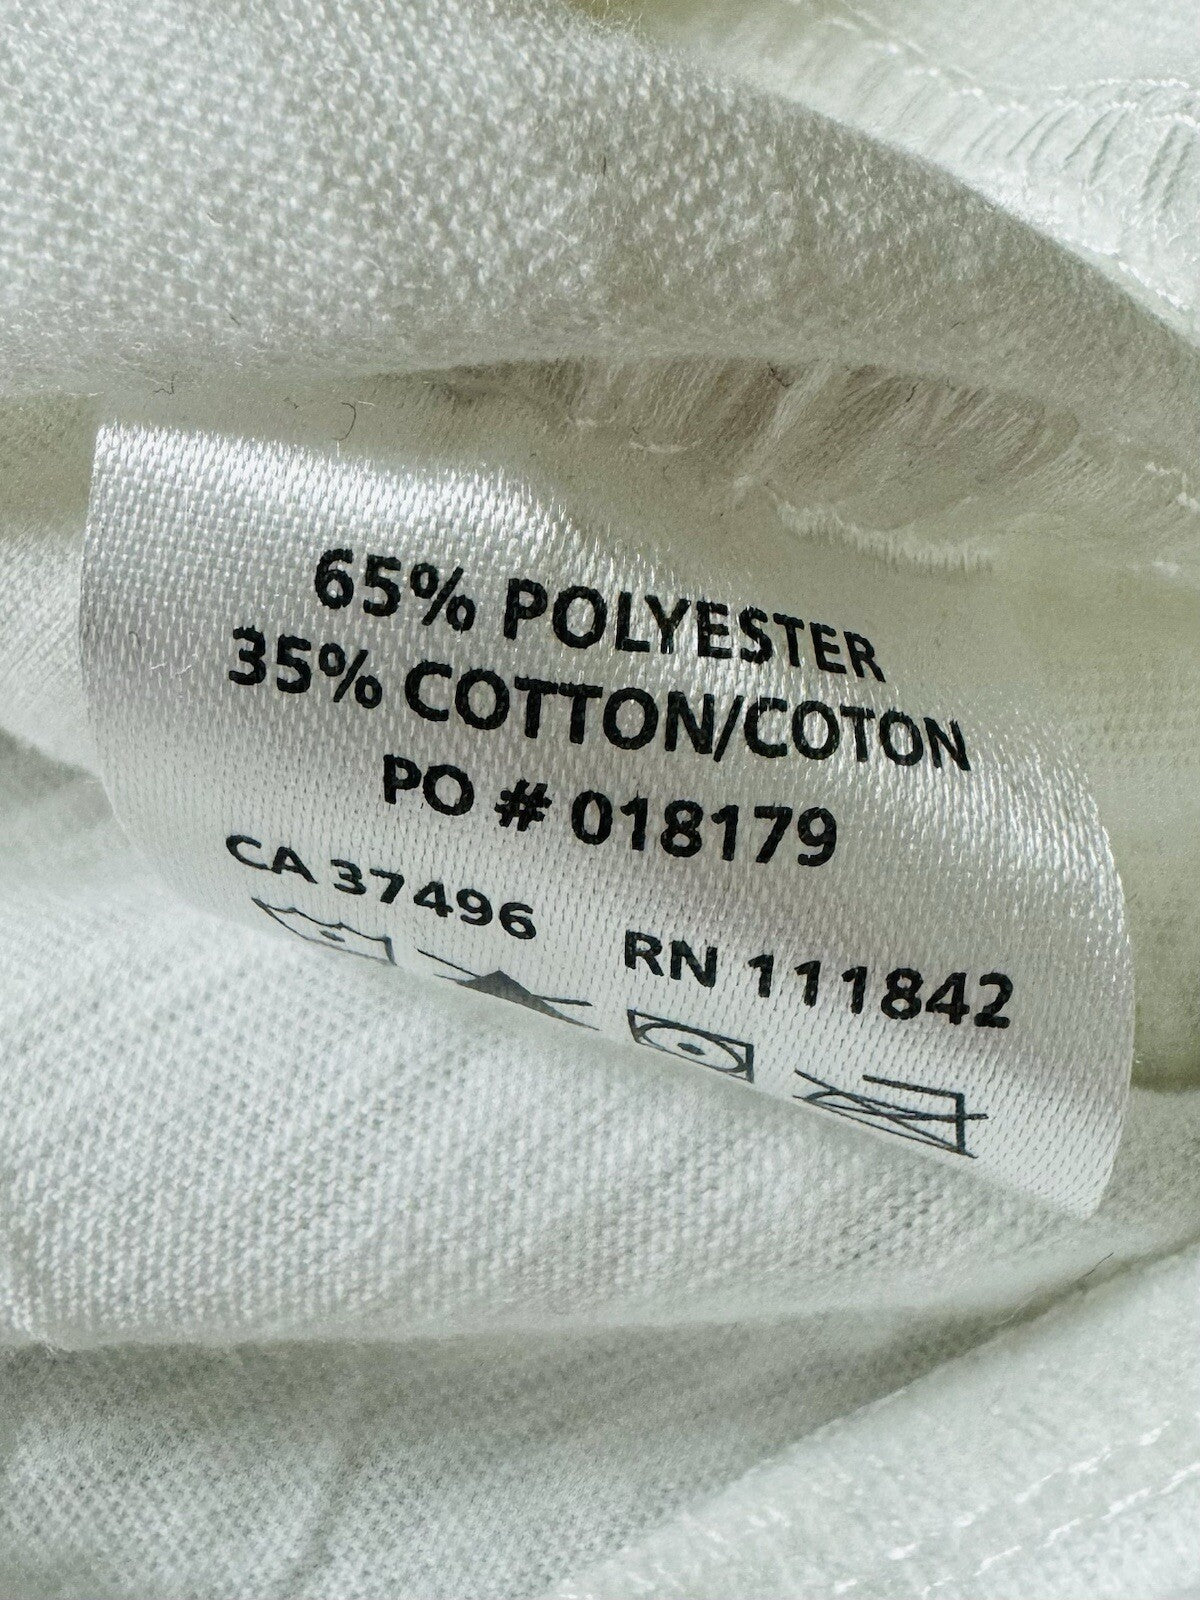 65% POLYESTER
35% COTTON/COTON
PO # 018179
CA 37496 RN 111842